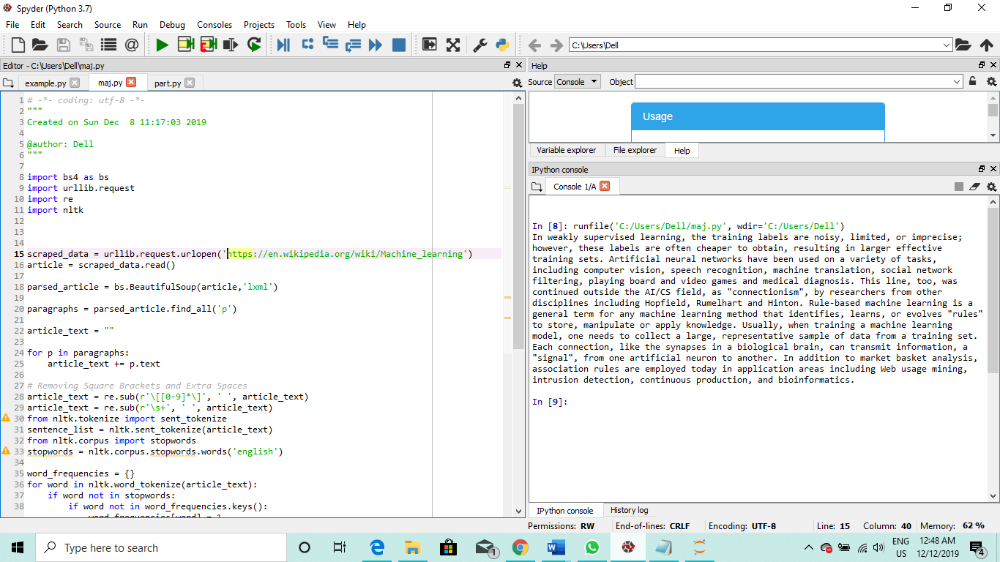 Spyder (Python 3.7)
File Edit Search Source Run Debug Consoles Projects Tools View Help
C:\Users\Dell
Editor - C:\Users\Dell\maj.py
example.py maj.py part.py
1 # -*- coding: utf-8 -*-
2 """
3 Created on Sun Dec  8 11:17:03 2019
4
5 @author: Dell
6 """
7
8 import bs4 as bs
9 import urllib.request
10 import re
11 import nltk
12
13
14
15 scraped_data = urllib.request.urlopen('https://en.wikipedia.org/wiki/Machine_learning')
16 article = scraped_data.read()
17
18 parsed_article = bs.BeautifulSoup(article,'lxml')
19
20 paragraphs = parsed_article.find_all('p')
21
22 article_text = ""
23
24 for p in paragraphs:
25     article_text += p.text
26
27 # Removing Square Brackets and Extra Spaces
28 article_text = re.sub(r'\[[0-9]*\]', ' ', article_text)
29 article_text = re.sub(r'\s+', ' ', article_text)
30 from nltk.tokenize import sent_tokenize
31 sentence_list = nltk.sent_tokenize(article_text)
32 from nltk.corpus import stopwords
33 stopwords = nltk.corpus.stopwords.words('english')
34
35 word_frequencies = {}
36 for word in nltk.word_tokenize(article_text):
37     if word not in stopwords:
38         if word not in word_frequencies.keys():
word_frequencies[word] = 1
Help
Source Console Object
Usage
Variable explorer File explorer Help
IPython console
Console 1/A
In [8]: runfile('C:/Users/Dell/maj.py', wdir='C:/Users/Dell')
In weakly supervised learning, the training labels are noisy, limited, or imprecise;
however, these labels are often cheaper to obtain, resulting in larger effective
training sets. Artificial neural networks have been used on a variety of tasks,
including computer vision, speech recognition, machine translation, social network
filtering, playing board and video games and medical diagnosis. This line, too, was
continued outside the AI/CS field, as "connectionism", by researchers from other
disciplines including Hopfield, Rumelhart and Hinton. Rule-based machine learning is a
general term for any machine learning method that identifies, learns, or evolves "rules"
to store, manipulate or apply knowledge. Usually, when training a machine learning
model, one needs to collect a large, representative sample of data from a training set.
Each connection, like the synapses in a biological brain, can transmit information, a
"signal", from one artificial neuron to another. In addition to market basket analysis,
association rules are employed today in application areas including Web usage mining,
intrusion detection, continuous production, and bioinformatics.
In [9]:
IPython console History log
Permissions: RW End-of-lines: CRLF Encoding: UTF-8 Line: 15 Column: 40 Memory: 62 %
Type here to search
1
ENG
US
12:48 AM
12/12/2019
4